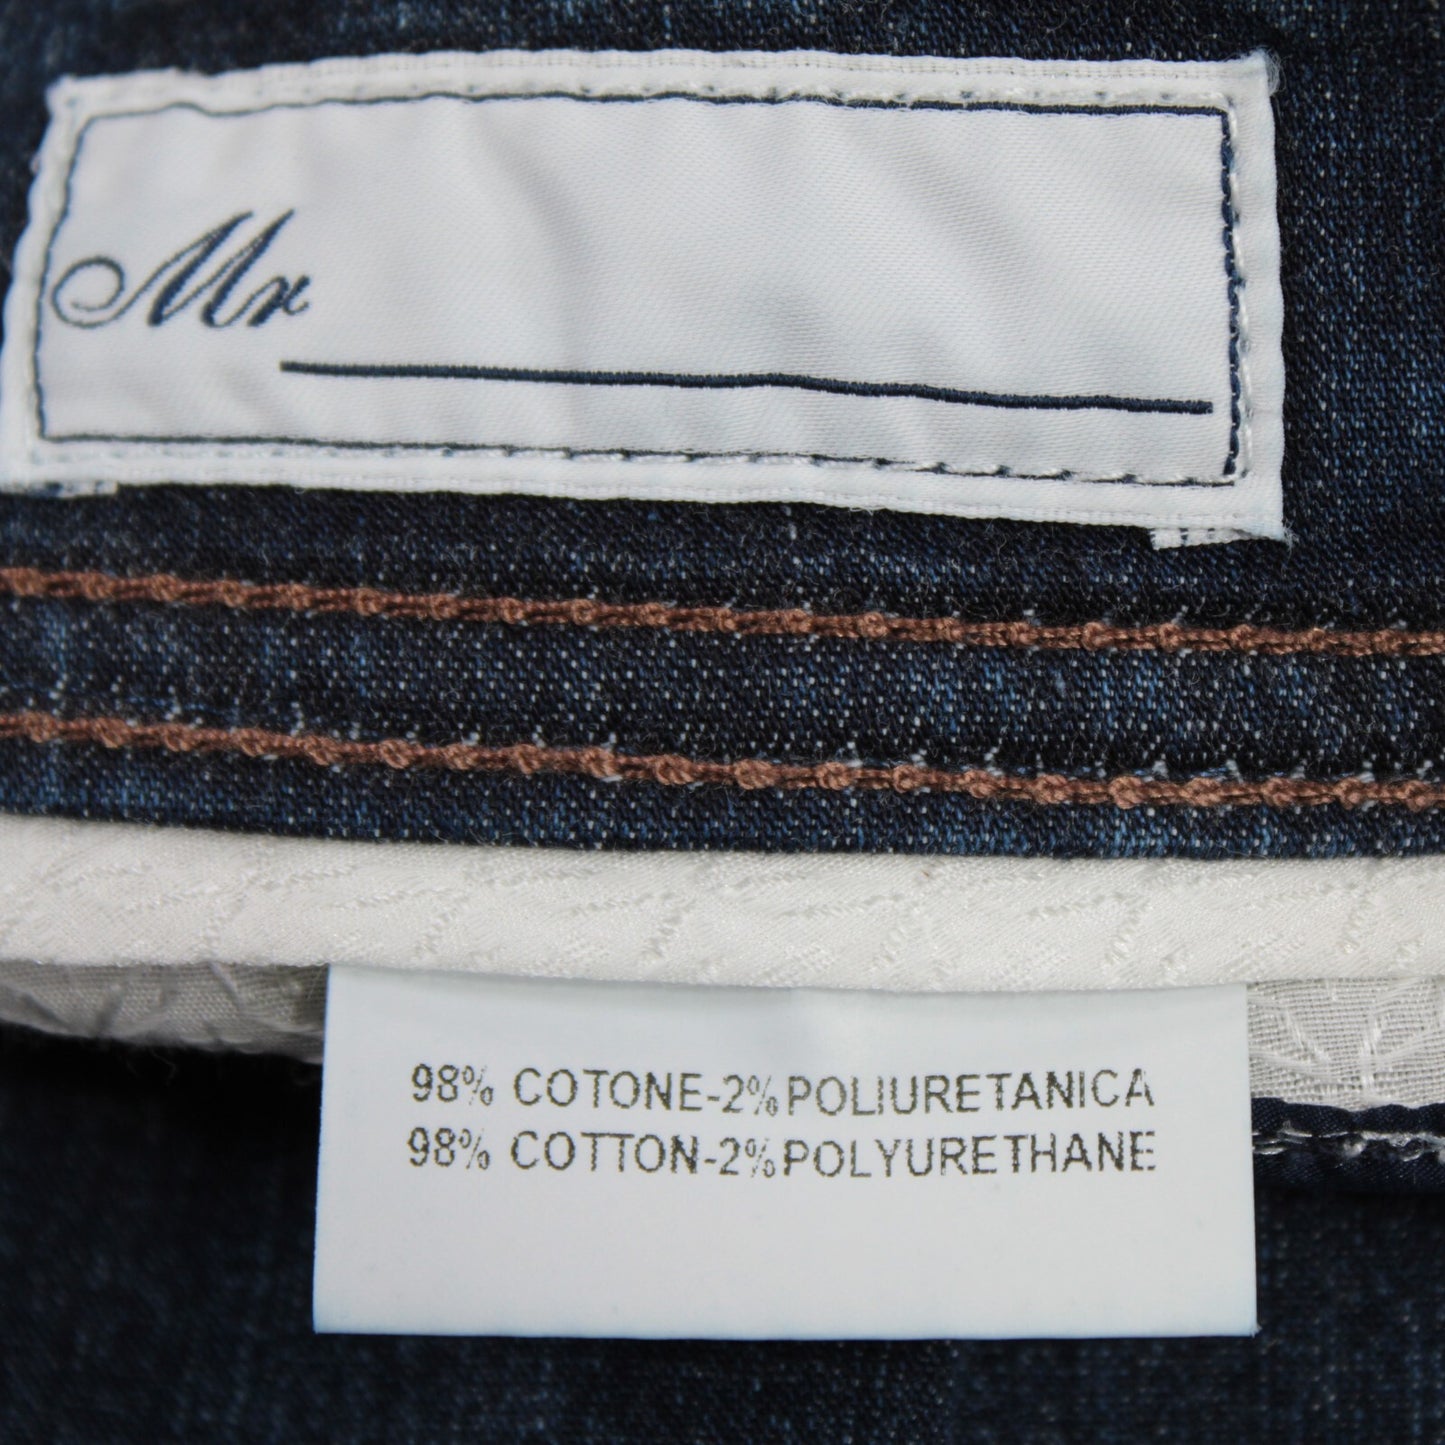 Mr
98% COTONE-2% POLIURETANICA
98% COTTON-2% POLYURETHANE